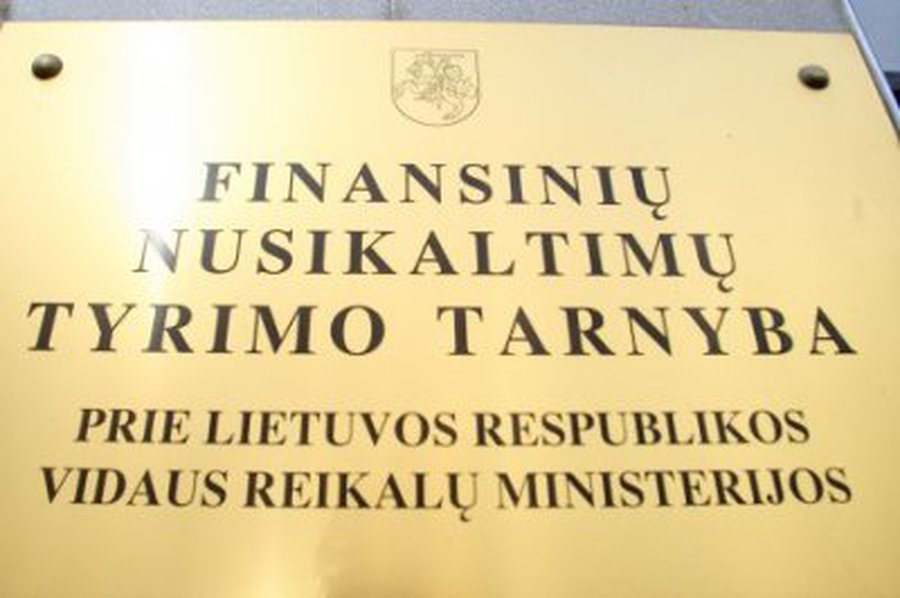 FINANSINIŲ
NUSIKALTIMŲ
TYRIMO TARNYBA
PRIE LIETUVOS RESPUBLIKOS
VIDAUS REIKALŲ MINISTERIJOS